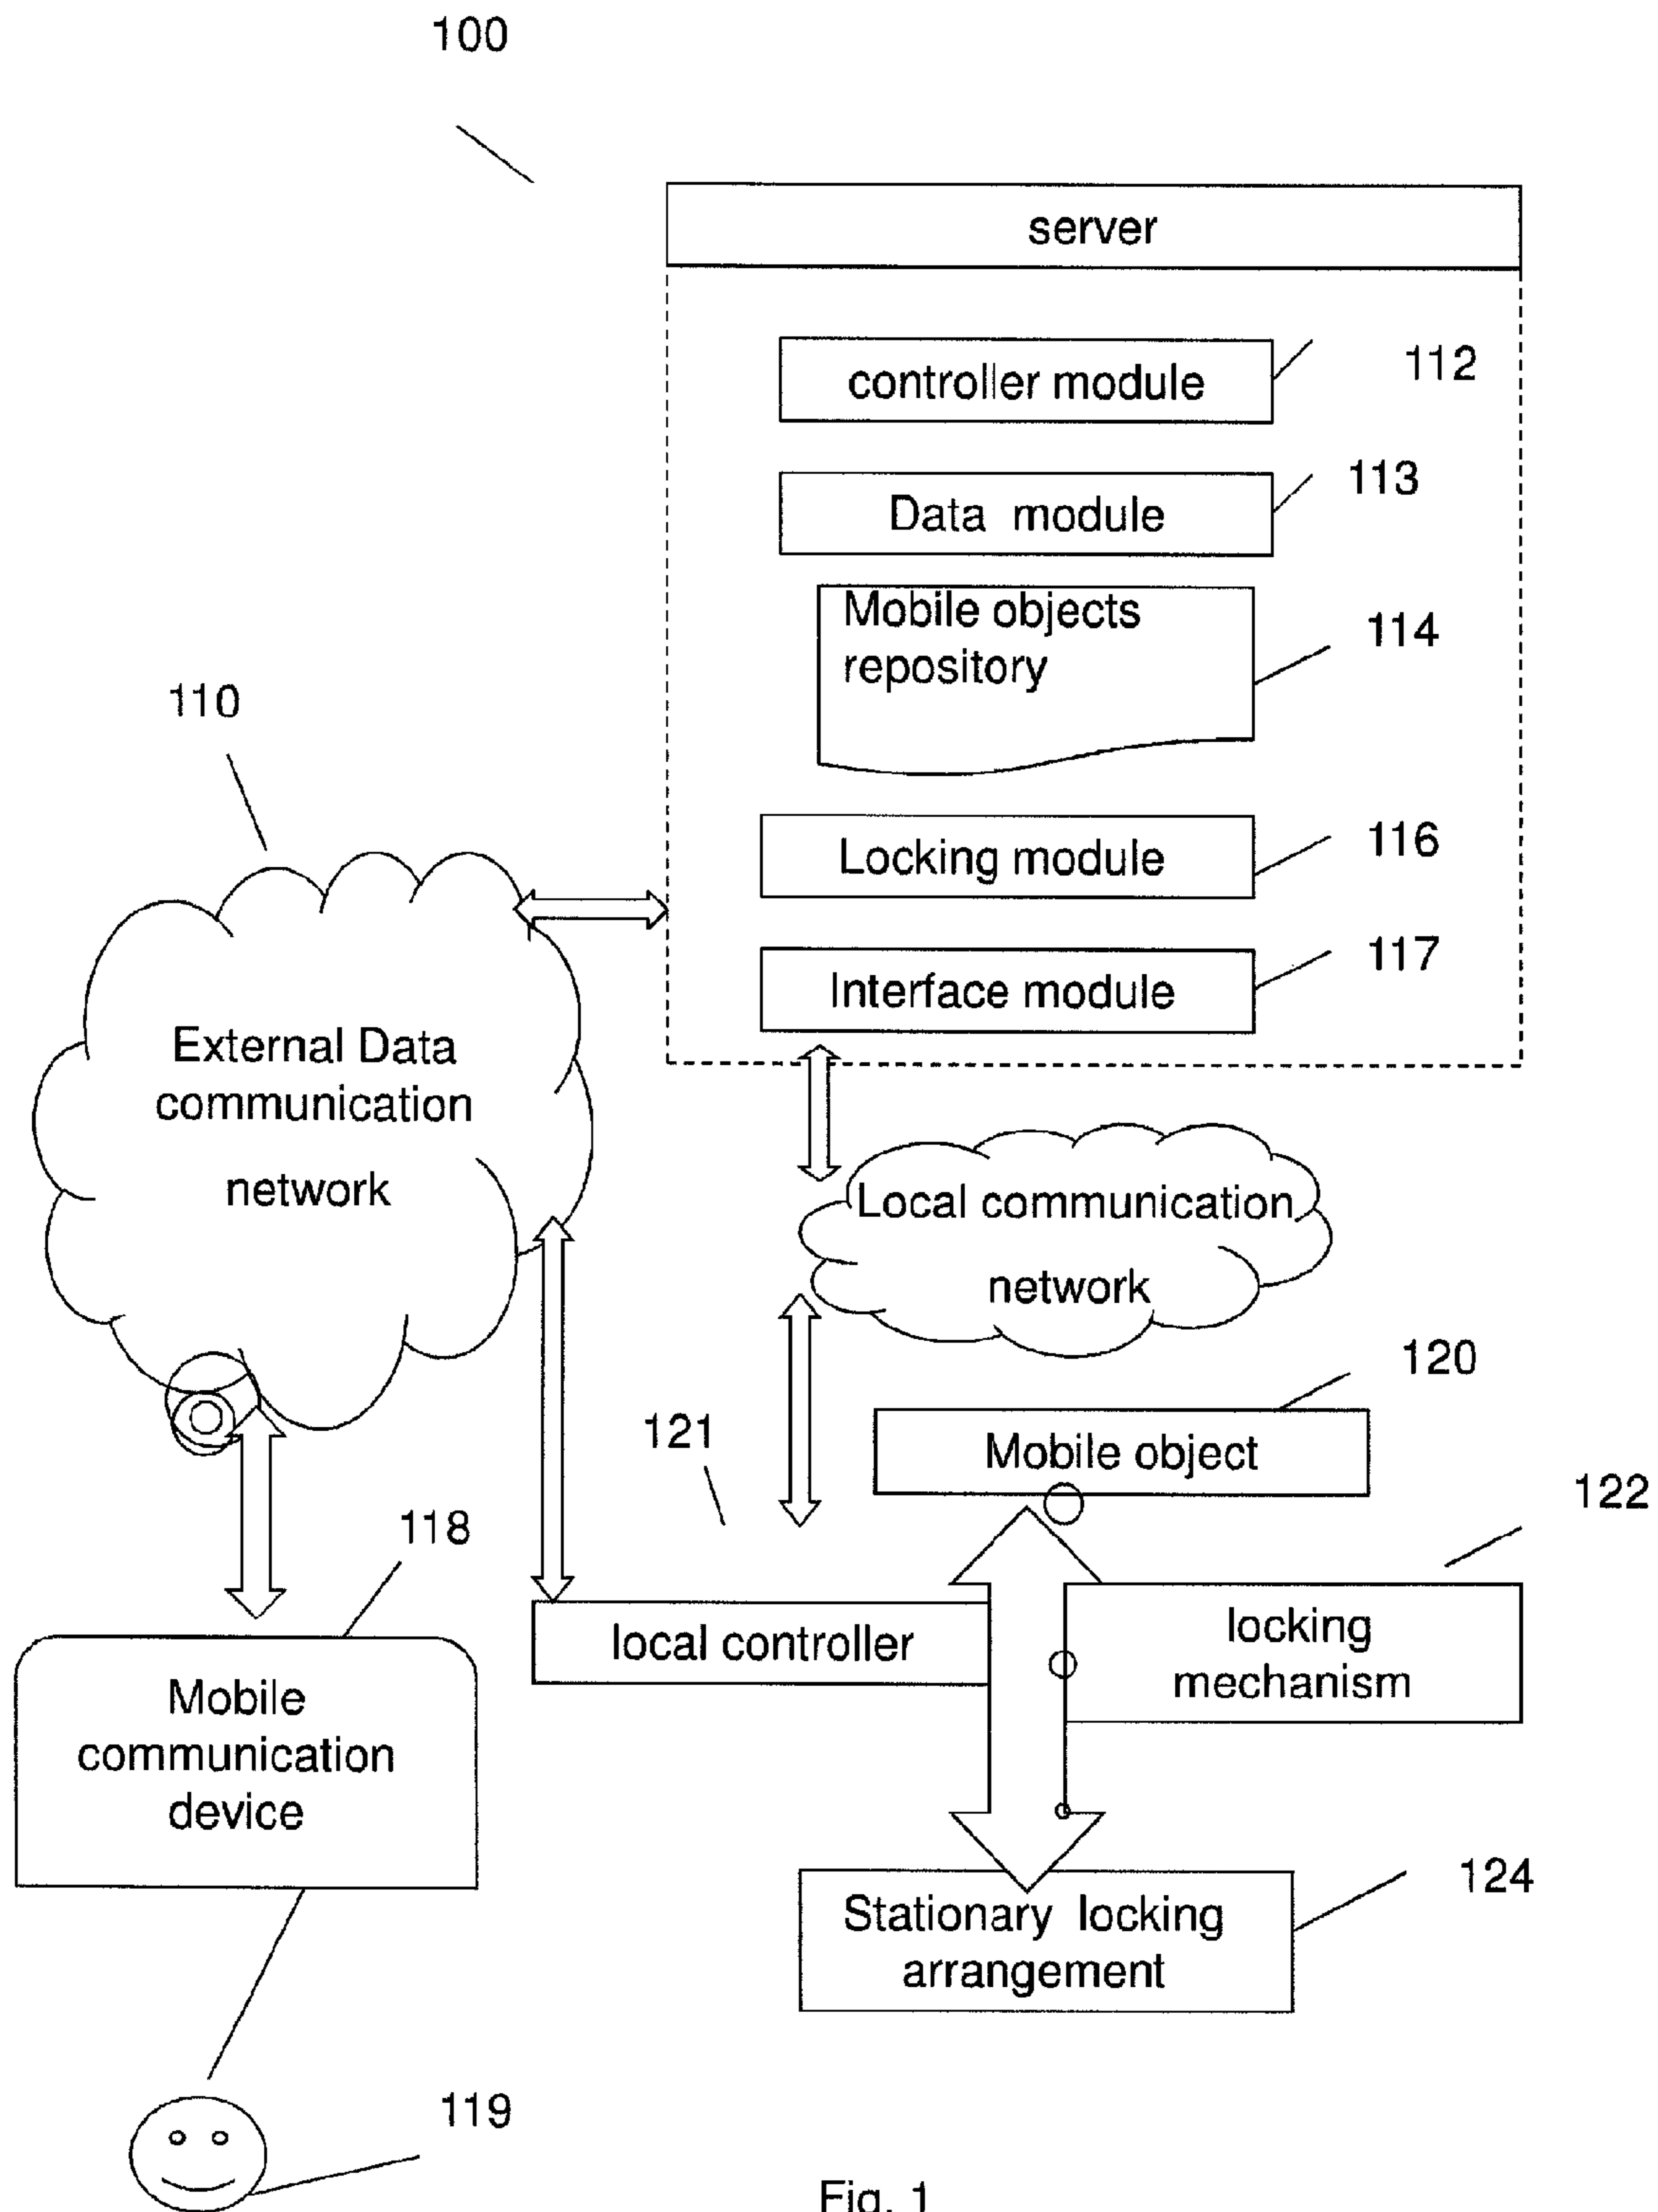 100
server
controller module
112
Data module
113
Mobile objects
repository
114
110
Locking module
116
Interface module
117
External Data
communication
network
Local communication
network
120
121
Mobile object
122
118
local controller
locking
mechanism
Mobile
communication
device
124
Stationary locking
arrangement
119
Fig. 1